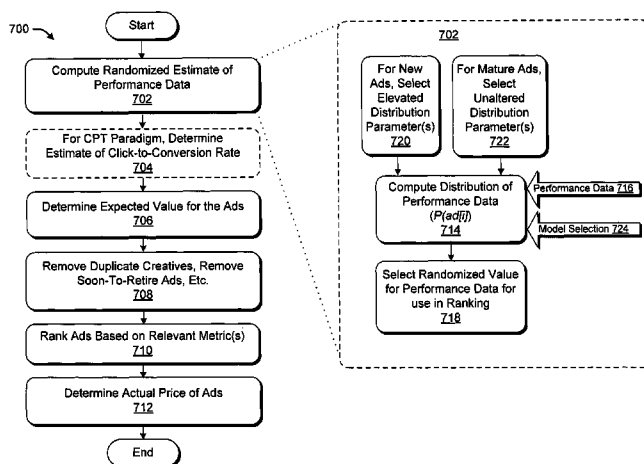 700
Start
Compute Randomized Estimate of
Performance Data
702
For CPT Paradigm, Determine
Estimate of Click-to-Conversion Rate
704
Determine Expected Value for the Ads
706
Remove Duplicate Creatives, Remove
Soon-To-Retire Ads, Etc.
708
Rank Ads Based on Relevant Metric(s)
710
Determine Actual Price of Ads
712
End
702
For New
Ads, Select
Elevated
Distribution
Parameter(s)
720
For Mature Ads,
Select
Unaltered
Distribution
Parameter(s)
722
Compute Distribution of
Performance Data
(P(ad[i])
714
Performance Data 716
Model Selection 724
Select Randomized Value
for Performance Data for
use in Ranking
718